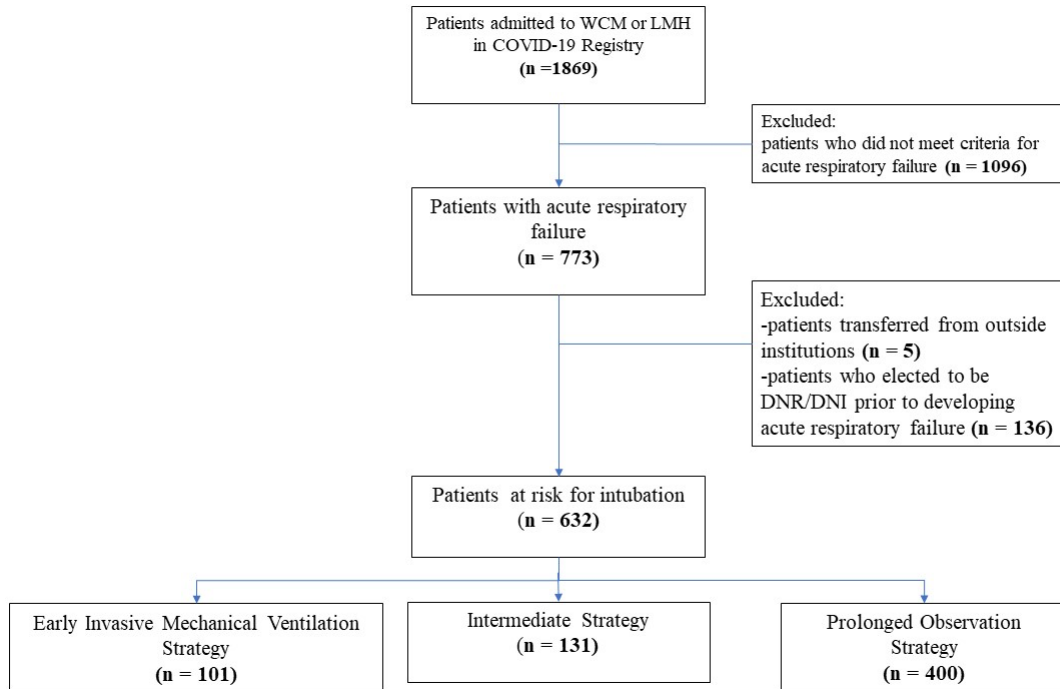 Patients admitted to WCM or LMH
in COVID-19 Registry
(n =1869)
Excluded:
patients who did not meet criteria for
acute respiratory failure (n = 1096)
Patients with acute respiratory
failure
(n = 773)
Excluded:
-patients transferred from outside
institutions (n = 5)
-patients who elected to be
DNR/DNI prior to developing
acute respiratory failure (n = 136)
Patients at risk for intubation
(n = 632)
Early Invasive Mechanical Ventilation
Strategy
(n = 101)
Intermediate Strategy
(n = 131)
Prolonged Observation
Strategy
(n = 400)